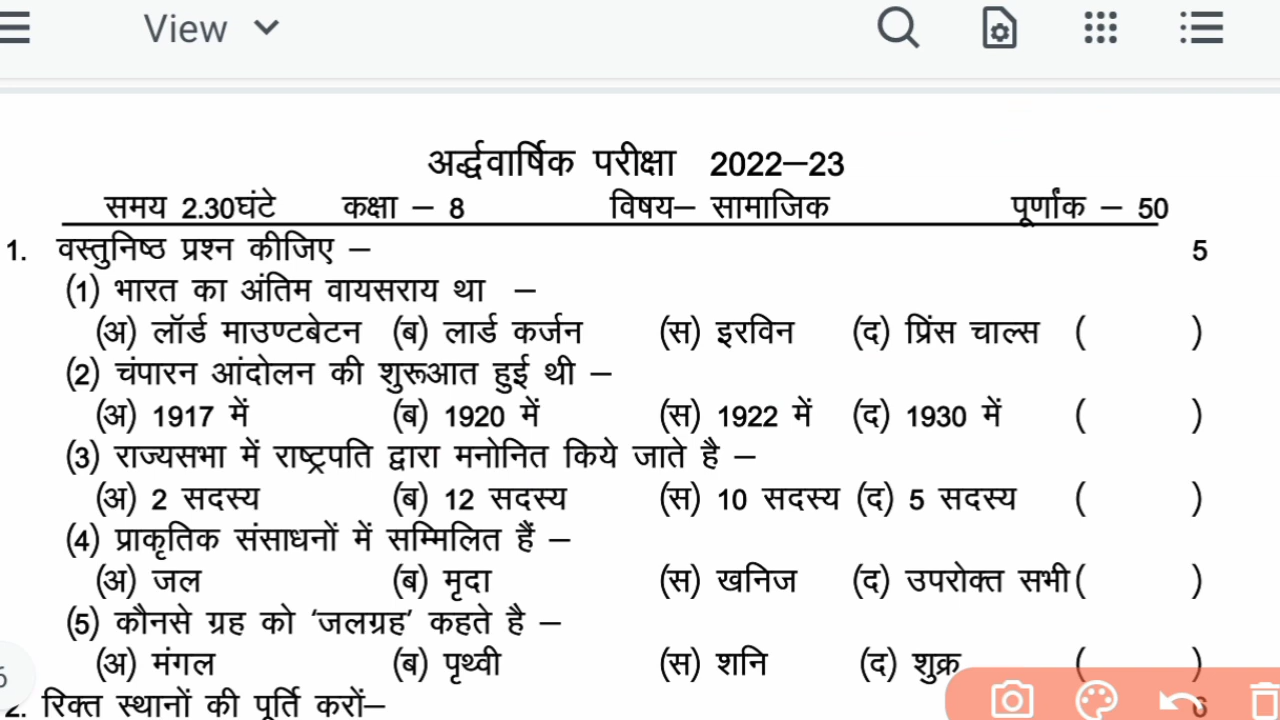 View
अर्द्धवार्षिक परीक्षा 2022–23
समय 2.30घंटे कक्षा – 8 विषय– सामाजिक पूर्णांक – 50
1. वस्तुनिष्ठ प्रश्न कीजिए – 5
(1) भारत का अंतिम वायसराय था –
(अ) लॉर्ड माउण्टबेटन (ब) लार्ड कर्जन (स) इरविन (द) प्रिंस चाल्स ( )
(2) चंपारन आंदोलन की शुरूआत हुई थी –
(अ) 1917 में (ब) 1920 में (स) 1922 में (द) 1930 में ( )
(3) राज्यसभा में राष्ट्रपति द्वारा मनोनित किये जाते है –
(अ) 2 सदस्य (ब) 12 सदस्य (स) 10 सदस्य (द) 5 सदस्य ( )
(4) प्राकृतिक संसाधनों में सम्मिलित हैं –
(अ) जल (ब) मृदा (स) खनिज (द) उपरोक्त सभी ( )
(5) कौनसे ग्रह को ‘जलग्रह’ कहते है –
(अ) मंगल (ब) पृथ्वी (स) शनि (द) शुक्र ( )
2. रिक्त स्थानों की पूर्ति करों– 6